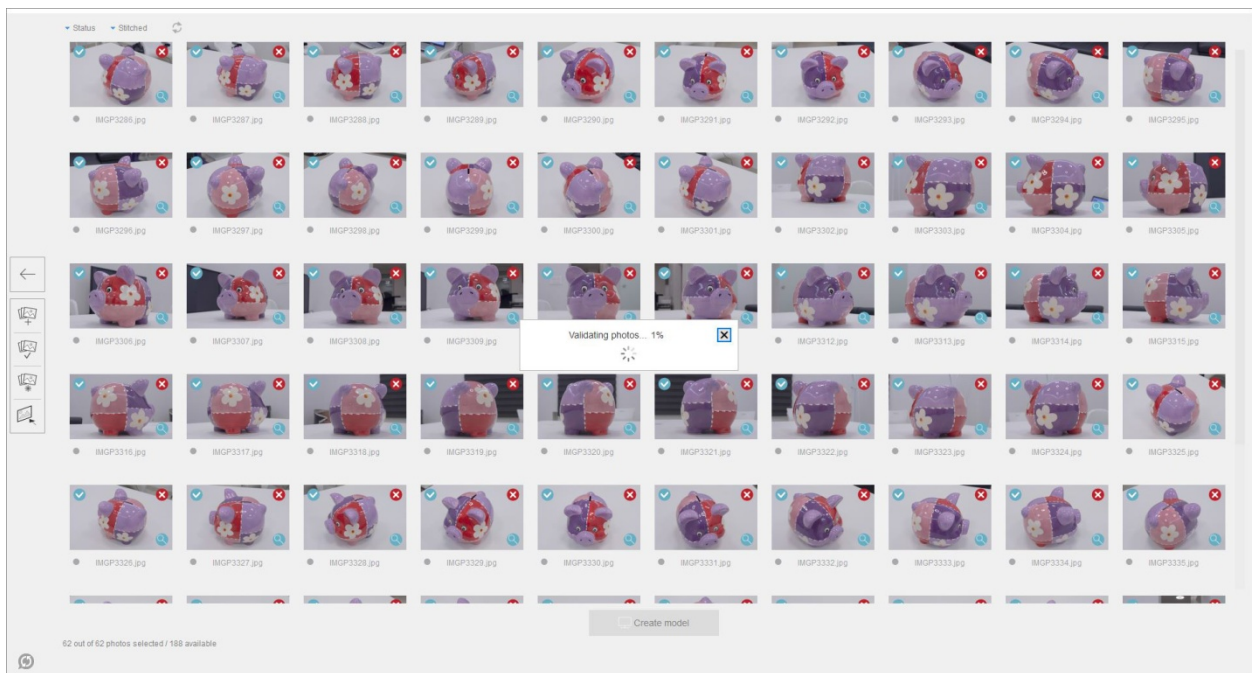 Status Stitched
IMGP3286.jpg IMGP3287.jpg IMGP3288.jpg IMGP3289.jpg IMGP3290.jpg IMGP3291.jpg IMGP3292.jpg IMGP3293.jpg IMGP3294.jpg IMGP3295.jpg
IMGP3296.jpg IMGP3297.jpg IMGP3298.jpg IMGP3299.jpg IMGP3300.jpg IMGP3301.jpg IMGP3302.jpg IMGP3303.jpg IMGP3304.jpg IMGP3305.jpg
Validating photos... 1%
IMGP3306.jpg IMGP3307.jpg IMGP3308.jpg IMGP3309.jpg IMGP3312.jpg IMGP3313.jpg IMGP3314.jpg IMGP3315.jpg
IMGP3316.jpg IMGP3317.jpg IMGP3318.jpg IMGP3319.jpg IMGP3320.jpg IMGP3321.jpg IMGP3322.jpg IMGP3323.jpg IMGP3324.jpg IMGP3325.jpg
IMGP3326.jpg IMGP3327.jpg IMGP3328.jpg IMGP3329.jpg IMGP3330.jpg IMGP3331.jpg IMGP3332.jpg IMGP3333.jpg IMGP3334.jpg IMGP3335.jpg
Create model
62 out of 62 photos selected / 188 available